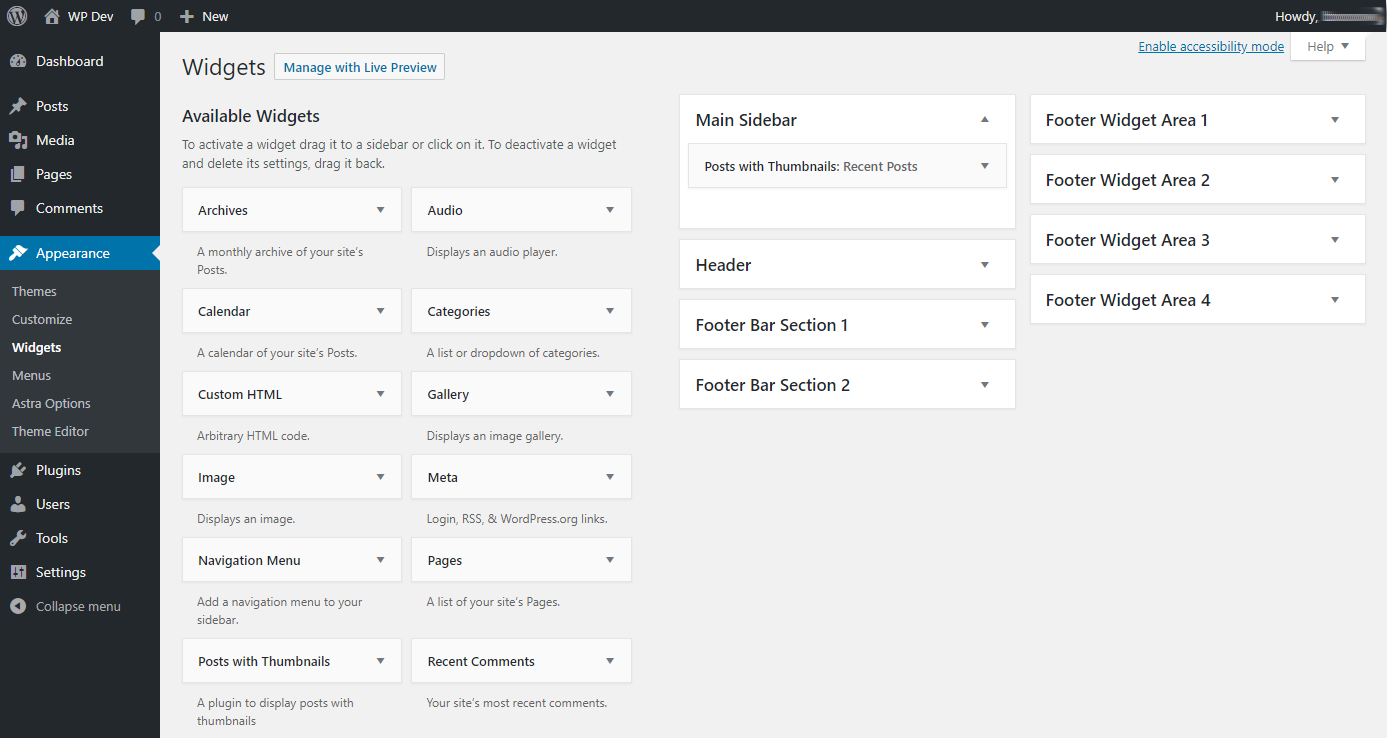 WP Dev
0
New
Howdy,
Dashboard
Posts
Media
Pages
Comments
Appearance
Themes
Customize
Widgets
Menus
Astra Options
Theme Editor
Plugins
Users
Tools
Settings
Collapse menu
Enable accessibility mode
Help
Widgets
Manage with Live Preview
Available Widgets
To activate a widget drag it to a sidebar or click on it. To deactivate a widget
and delete its settings, drag it back.
Archives
A monthly archive of your site's
Posts.
Audio
Displays an audio player.
Calendar
A calendar of your site's Posts.
Categories
A list or dropdown of categories.
Custom HTML
Arbitrary HTML code.
Gallery
Displays an image gallery.
Image
Displays an image.
Meta
Login, RSS, & WordPress.org links.
Navigation Menu
Add a navigation menu to your
sidebar.
Pages
A list of your site's Pages.
Posts with Thumbnails
A plugin to display posts with
thumbnails
Recent Comments
Your site's most recent comments.
Main Sidebar
Posts with Thumbnails: Recent Posts
Header
Footer Bar Section 1
Footer Bar Section 2
Footer Widget Area 1
Footer Widget Area 2
Footer Widget Area 3
Footer Widget Area 4